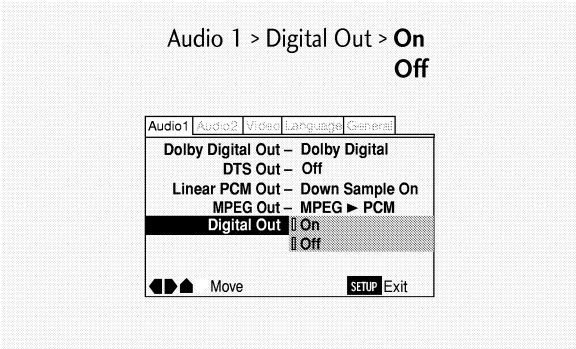 Audio 1 > Digital Out > On
Off
Audio1 Audio2 Video Language General
Dolby Digital Out – Dolby Digital
DTS Out – Off
Linear PCM Out – Down Sample On
MPEG Out – MPEG ► PCM
Digital Out On
Off
Move SETUP Exit